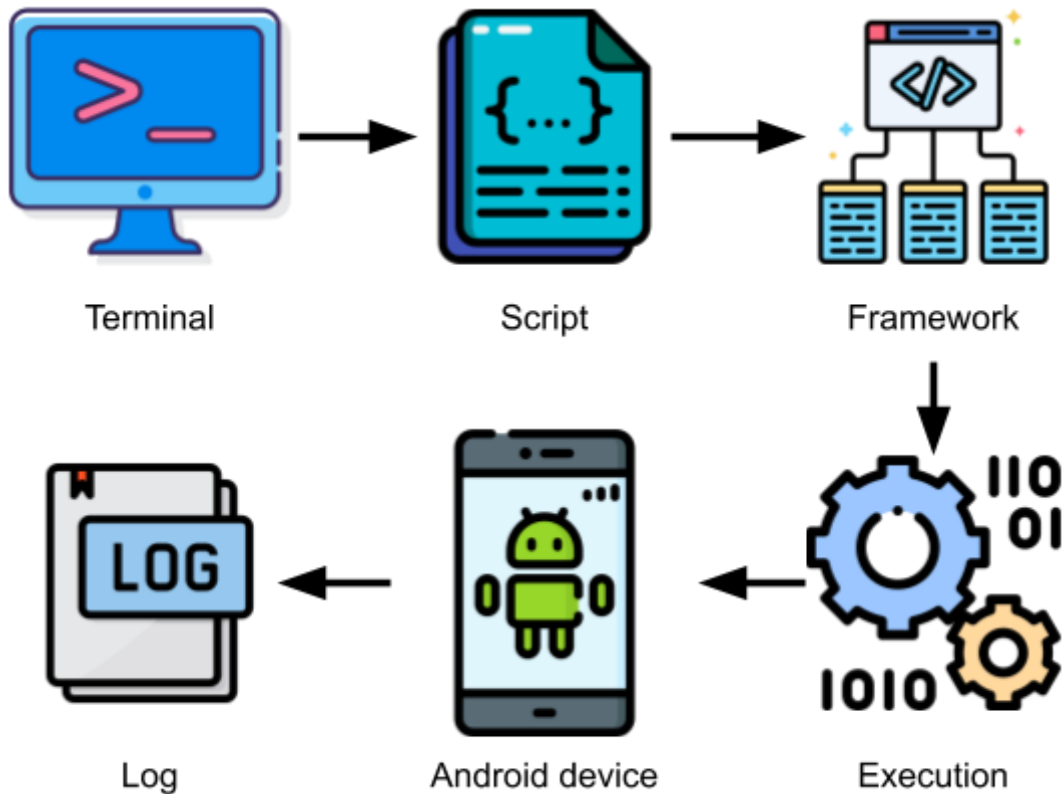 >_
{...}
</>
Terminal
Script
Framework
110
01
LOG
1010
Log
Android device
Execution